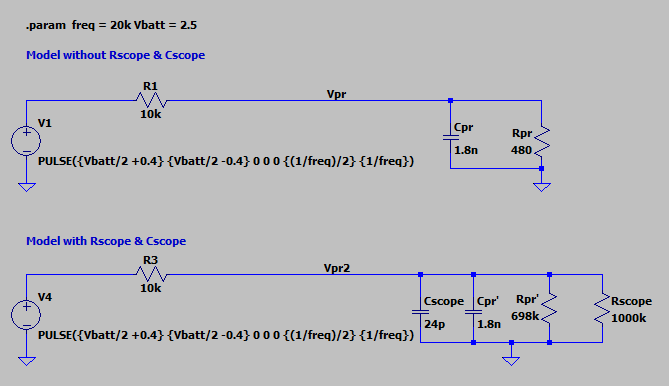 .param freq = 20k Vbatt = 2.5
Model without Rscope & Cscope
R1
Vpr
10k
V1
Cpr
Rpr
1.8n
480
PULSE({Vbatt/2 +0.4} {Vbatt/2 -0.4} 0 0 0 {(1/freq)/2} {1/freq})
Model with Rscope & Cscope
R3
Vpr2
10k
V4
Cscope
Cpr'
Rpr'
Rscope
24p
1.8n
698k
1000k
PULSE({Vbatt/2 +0.4} {Vbatt/2 -0.4} 0 0 0 {(1/freq)/2} {1/freq})